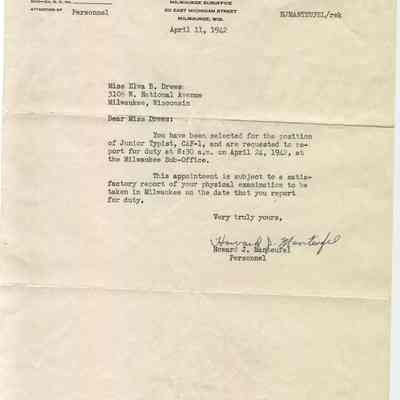 MILWAUKEE SUBOFFICE
110 EAST MICHIGAN STREET
MILWAUKEE, WIS.
ATTENTION OF Personnel
HJMANTEUFEL/rek
April 11, 1942
Miss Elva B. Drews
3108 W. National Avenue
Milwaukee, Wisconsin
Dear Miss Drews:
You have been selected for the position
of Junior Typist, CAF-1, and are requested to re-
port for duty at 8:30 a.m. on April 24, 1942, at
the Milwaukee Sub-Office.
This appointment is subject to a satis-
factory report of your physical examination to be
taken in Milwaukee on the date that you report
for duty.
Very truly yours,
Howard J. Manteufel
Howard J. Manteufel
Personnel